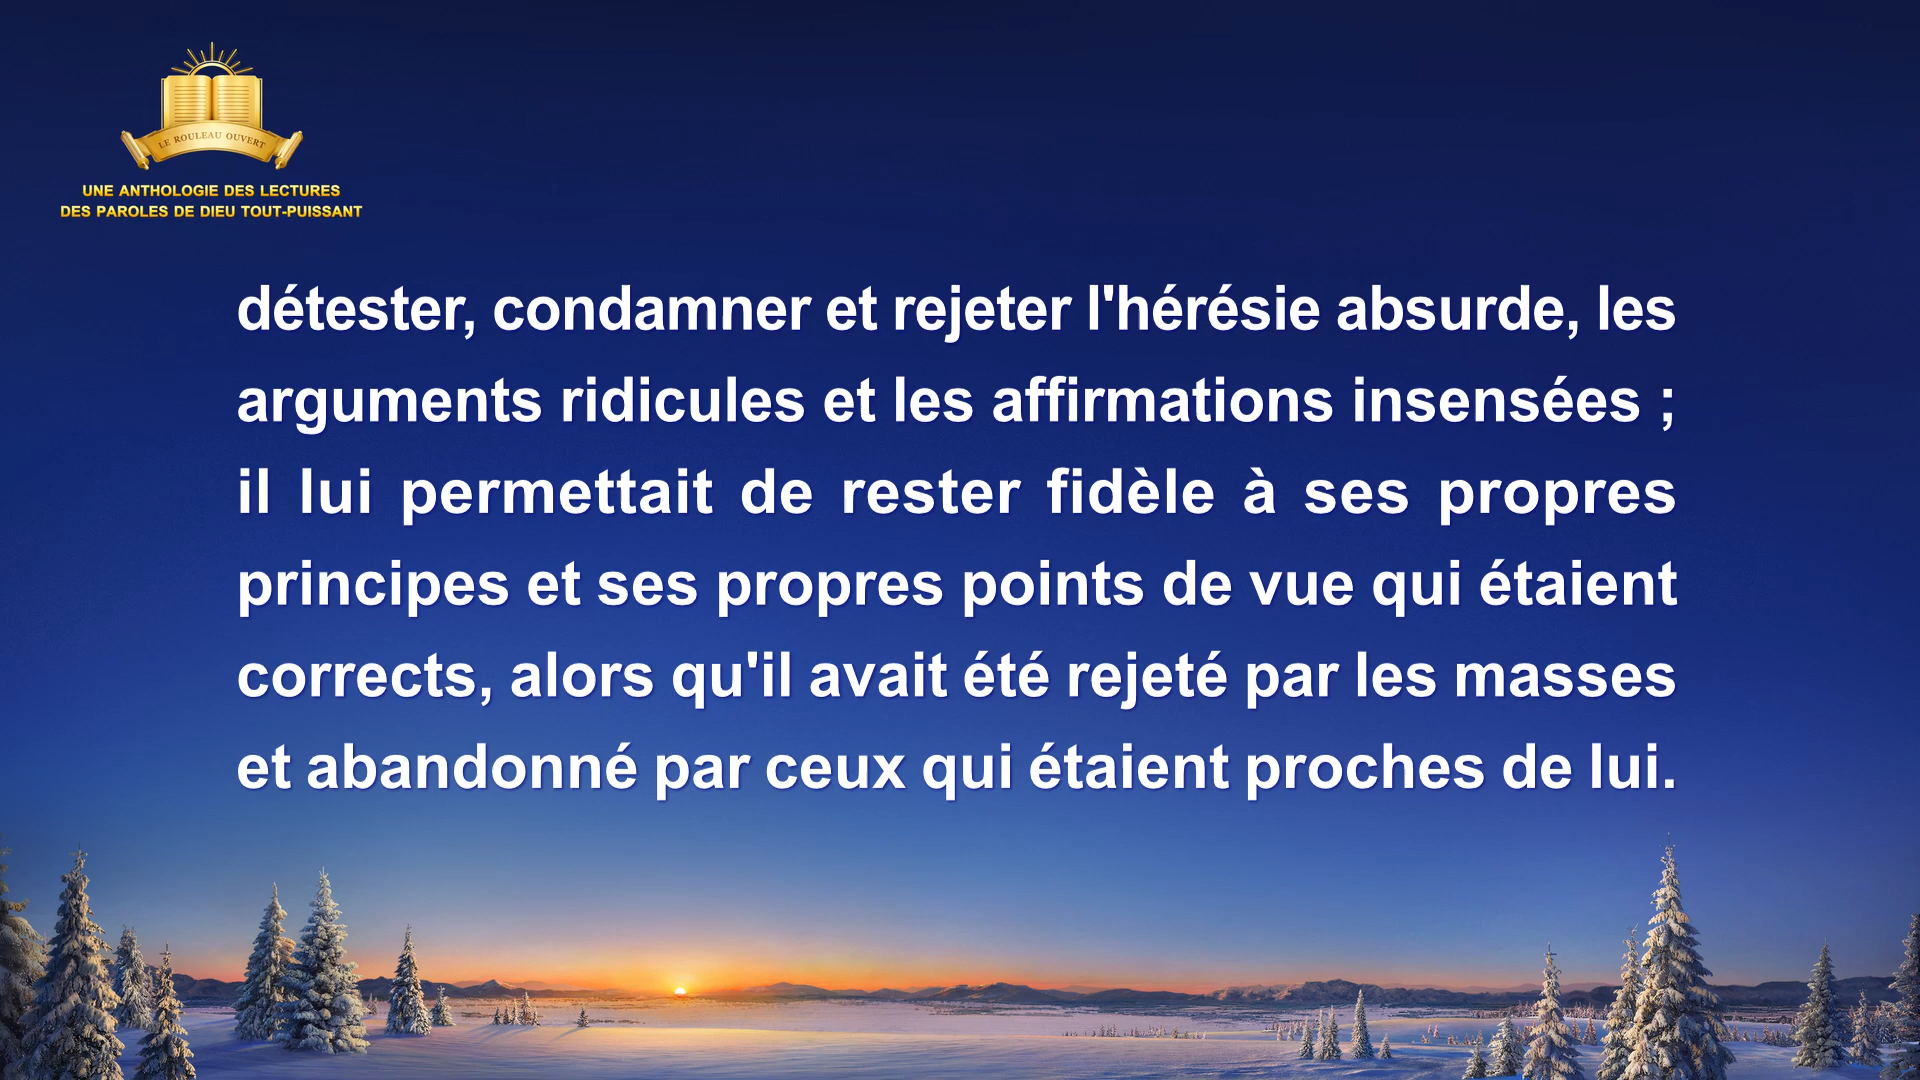 LE ROULEAU OUVERT
UNE ANTHOLOGIE DES LECTURES
DES PAROLES DE DIEU TOUT-PUISSANT
détester, condamner et rejeter l'hérésie absurde, les
arguments ridicules et les affirmations insensées ;
il lui permettait de rester fidèle à ses propres
principes et ses propres points de vue qui étaient
corrects, alors qu'il avait été rejeté par les masses
et abandonné par ceux qui étaient proches de lui.